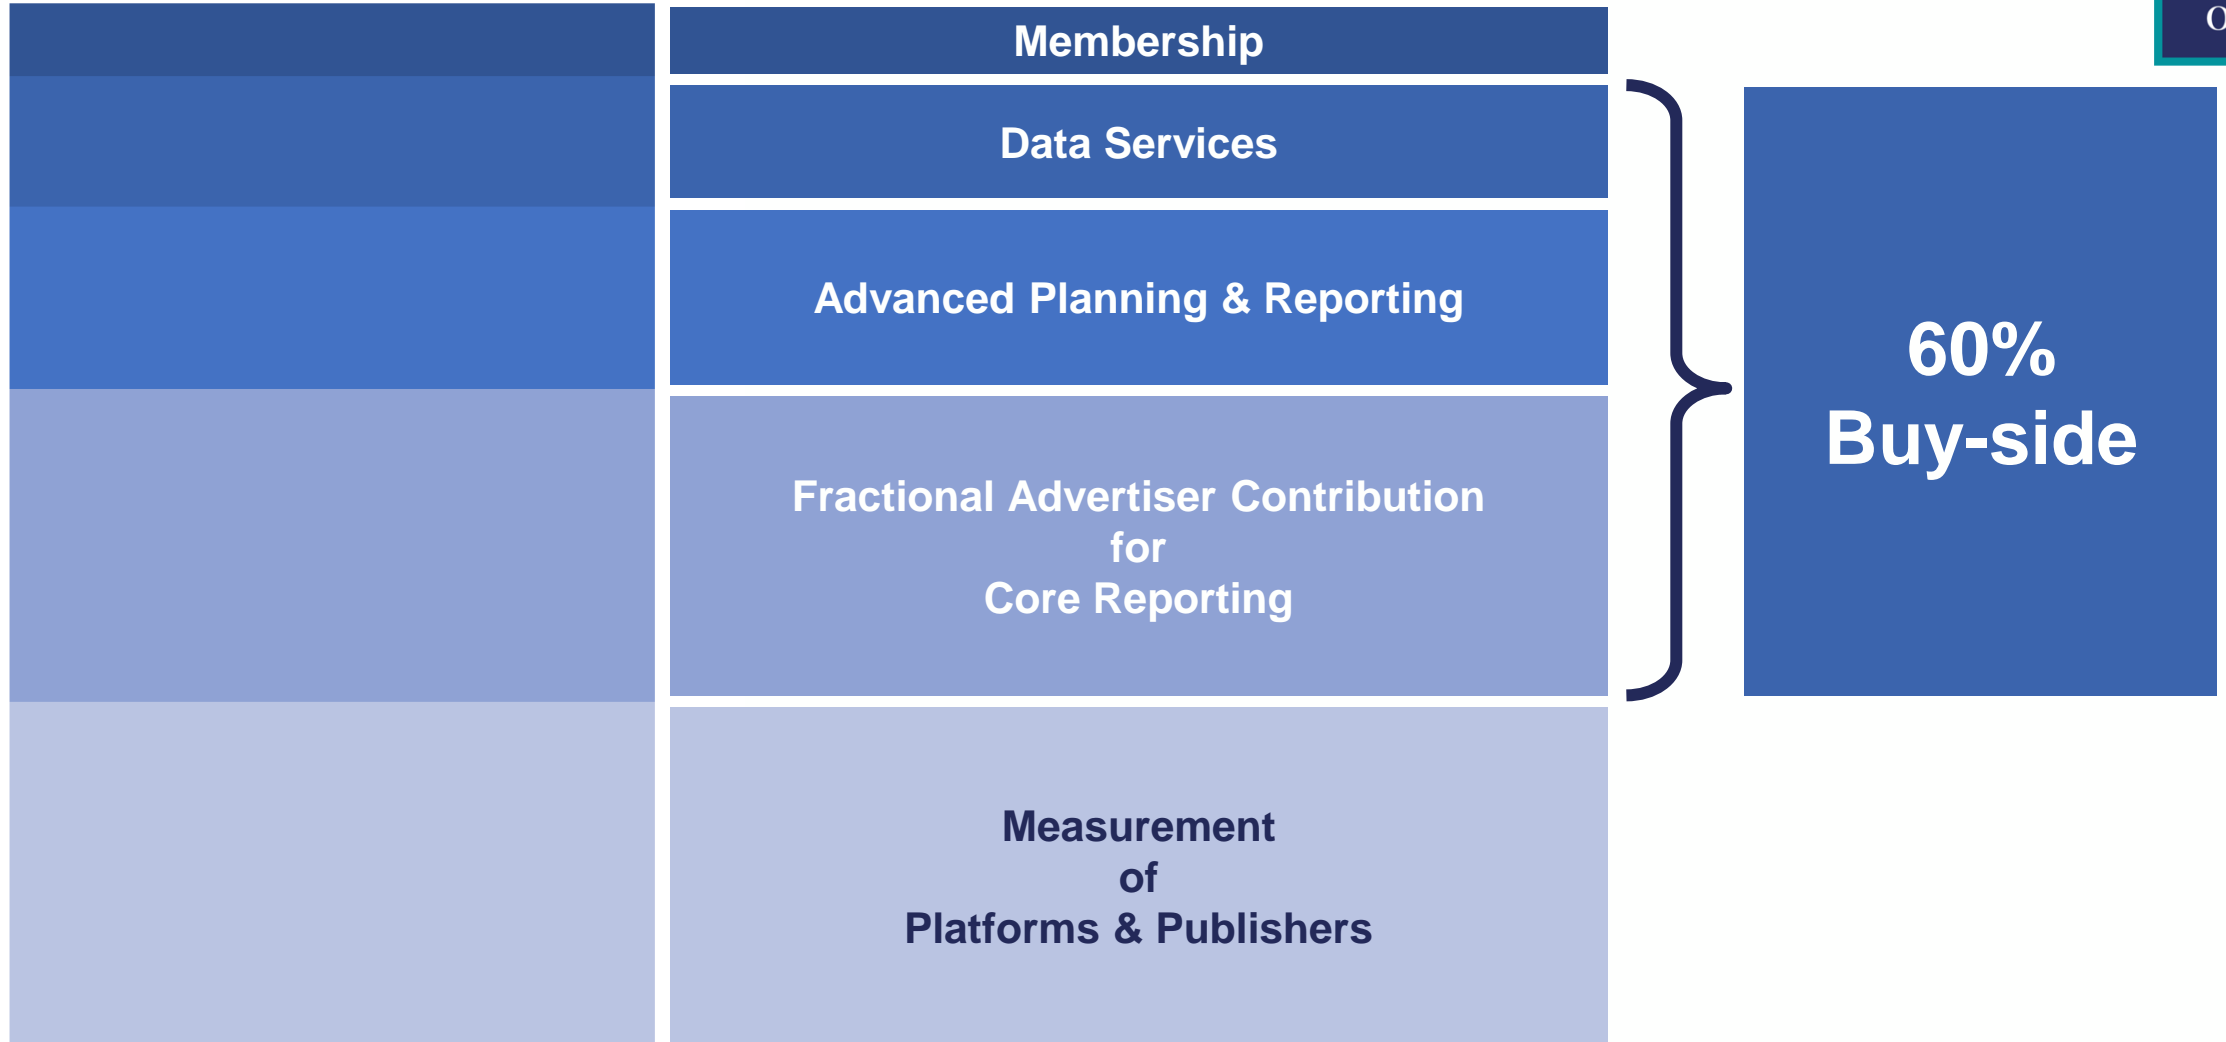 Membership
Data Services
Advanced Planning & Reporting
Fractional Advertiser Contribution
for
Core Reporting
Measurement
of
Platforms & Publishers
60%
Buy-side